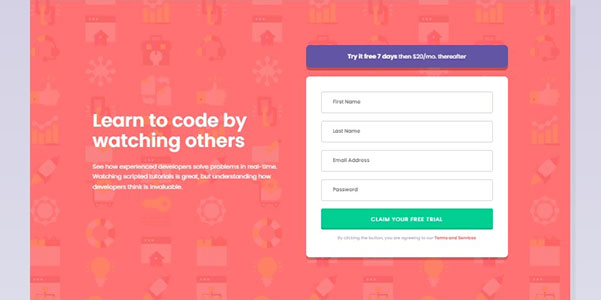 Try it free 7 days then $20/mo. thereafter
Learn to code by
watching others
See how experienced developers solve problems in real-time.
Watching scripted tutorials is great, but understanding how
developers think is invaluable.
First Name
Last Name
Email Address
Password
CLAIM YOUR FREE TRIAL
By clicking the button, you are agreeing to our Terms and Services